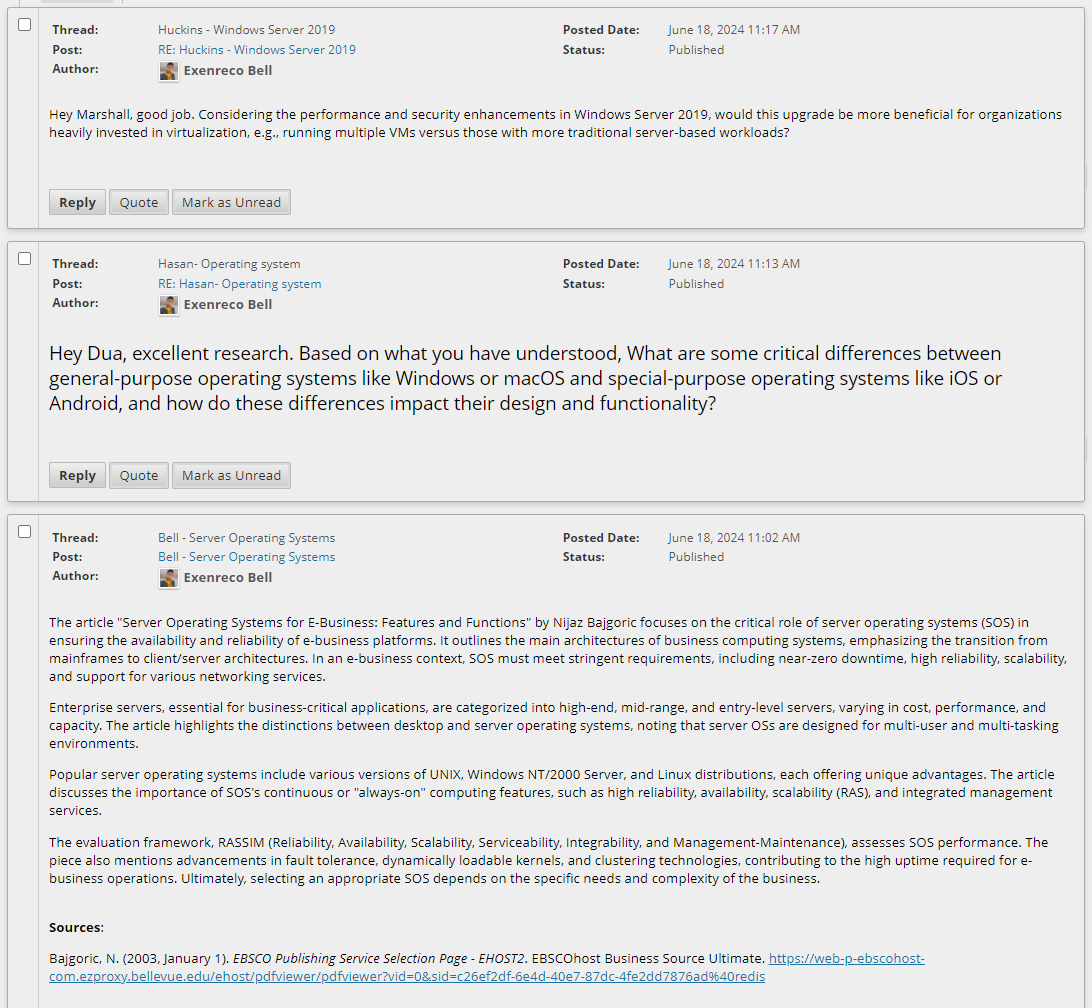 Thread: Huckins - Windows Server 2019 Posted Date: June 18, 2024 11:17 AM
Post: RE: Huckins - Windows Server 2019 Status: Published
Author: Exenreco Bell
Hey Marshall, good job. Considering the performance and security enhancements in Windows Server 2019, would this upgrade be more beneficial for organizations
heavily invested in virtualization, e.g., running multiple VMs versus those with more traditional server-based workloads?
Reply Quote Mark as Unread
Thread: Hasan- Operating system Posted Date: June 18, 2024 11:13 AM
Post: RE: Hasan- Operating system Status: Published
Author: Exenreco Bell
Hey Dua, excellent research. Based on what you have understood, What are some critical differences between
general-purpose operating systems like Windows or macOS and special-purpose operating systems like iOS or
Android, and how do these differences impact their design and functionality?
Reply Quote Mark as Unread
Thread: Bell - Server Operating Systems Posted Date: June 18, 2024 11:02 AM
Post: Bell - Server Operating Systems Status: Published
Author: Exenreco Bell
The article "Server Operating Systems for E-Business: Features and Functions" by Nijaz Bajgoric focuses on the critical role of server operating systems (SOS) in
ensuring the availability and reliability of e-business platforms. It outlines the main architectures of business computing systems, emphasizing the transition from
mainframes to client/server architectures. In an e-business context, SOS must meet stringent requirements, including near-zero downtime, high reliability, scalability,
and support for various networking services.
Enterprise servers, essential for business-critical applications, are categorized into high-end, mid-range, and entry-level servers, varying in cost, performance, and
capacity. The article highlights the distinctions between desktop and server operating systems, noting that server OSs are designed for multi-user and multi-tasking
environments.
Popular server operating systems include various versions of UNIX, Windows NT/2000 Server, and Linux distributions, each offering unique advantages. The article
discusses the importance of SOS's continuous or "always-on" computing features, such as high reliability, availability, scalability (RAS), and integrated management
services.
The evaluation framework, RASSIM (Reliability, Availability, Scalability, Serviceability, Integrability, and Management-Maintenance), assesses SOS performance. The
piece also mentions advancements in fault tolerance, dynamically loadable kernels, and clustering technologies, contributing to the high uptime required for e-
business operations. Ultimately, selecting an appropriate SOS depends on the specific needs and complexity of the business.
Sources:
Bajgoric, N. (2003, January 1). EBSCO Publishing Service Selection Page - EHOST2. EBSCOhost Business Source Ultimate. https://web-p-ebscohost-
com.ezproxy.bellevue.edu/ehost/pdfviewer/pdfviewer?vid=0&sid=c26ef2df-6e4d-40e7-87dc-4fe2dd7876ad%40redis